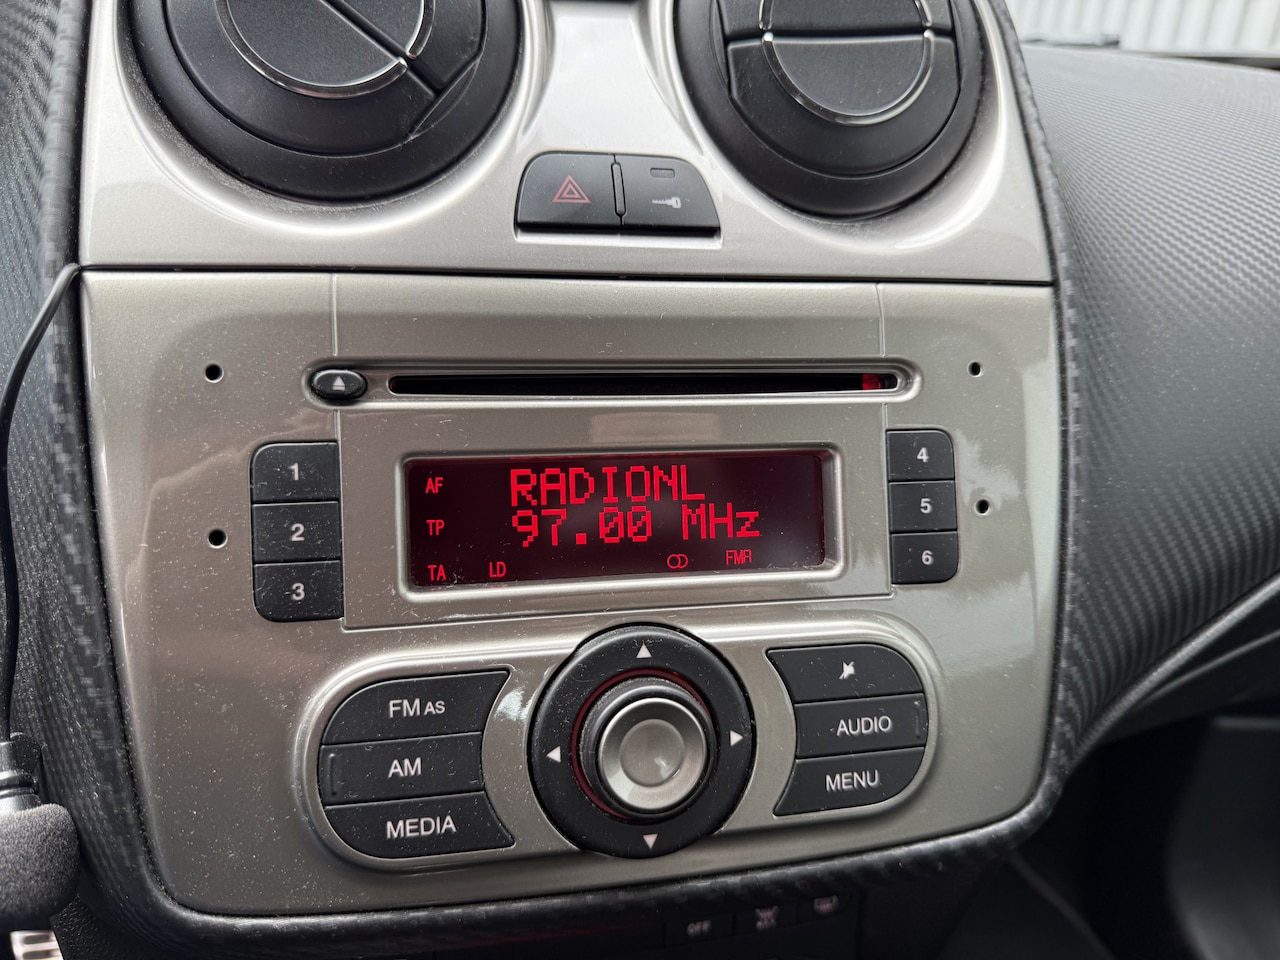 AF
RADIONL
TP
97.00 MHz
TA
LD
FMR
1
2
3
4
5
6
FM AS
AM
MEDIA
AUDIO
MENU
OFF